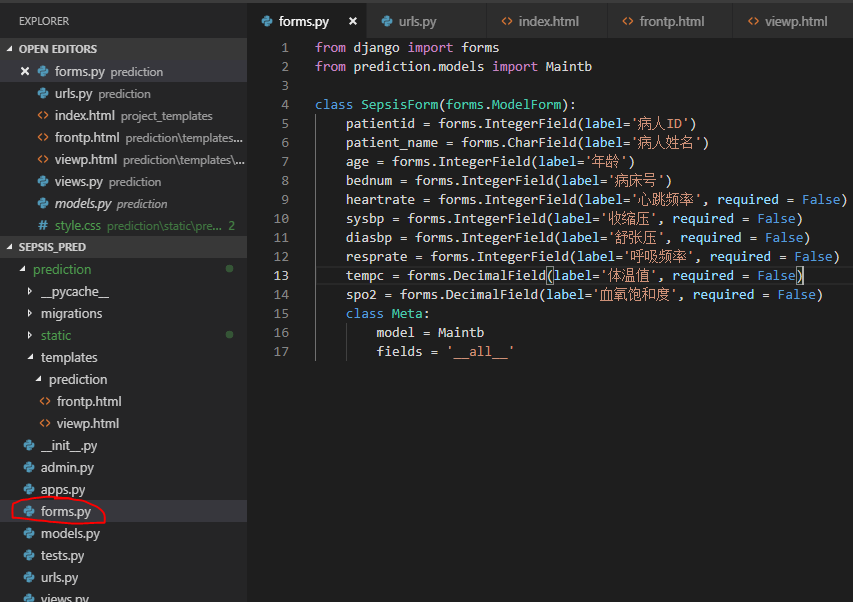 EXPLORER
OPEN EDITORS
forms.py prediction
urls.py prediction
index.html project_templates
frontp.html prediction\templates...
viewp.html prediction\templates\...
views.py prediction
models.py prediction
# style.css prediction\static\pre... 2
SEPSIS_PRED
prediction
__pycache__
migrations
static
templates
prediction
frontp.html
viewp.html
__init__.py
admin.py
apps.py
forms.py
models.py
tests.py
urls.py
views.py
forms.py
urls.py
index.html
frontp.html
viewp.html
1 from django import forms
2 from prediction.models import Maintb
3
4 class SepsisForm(forms.ModelForm):
5 patientid = forms.IntegerField(label='病人ID')
6 patient_name = forms.CharField(label='病人姓名')
7 age = forms.IntegerField(label='年龄')
8 bednum = forms.IntegerField(label='病床号')
9 heartrate = forms.IntegerField(label='心跳频率', required = False)
10 sysbp = forms.IntegerField(label='收缩压', required = False)
11 diasbp = forms.IntegerField(label='舒张压', required = False)
12 resprate = forms.IntegerField(label='呼吸频率', required = False)
13 tempc = forms.DecimalField(label='体温值', required = False)
14 spo2 = forms.DecimalField(label='血氧饱和度', required = False)
15 class Meta:
16 model = Maintb
17 fields = '__all__'